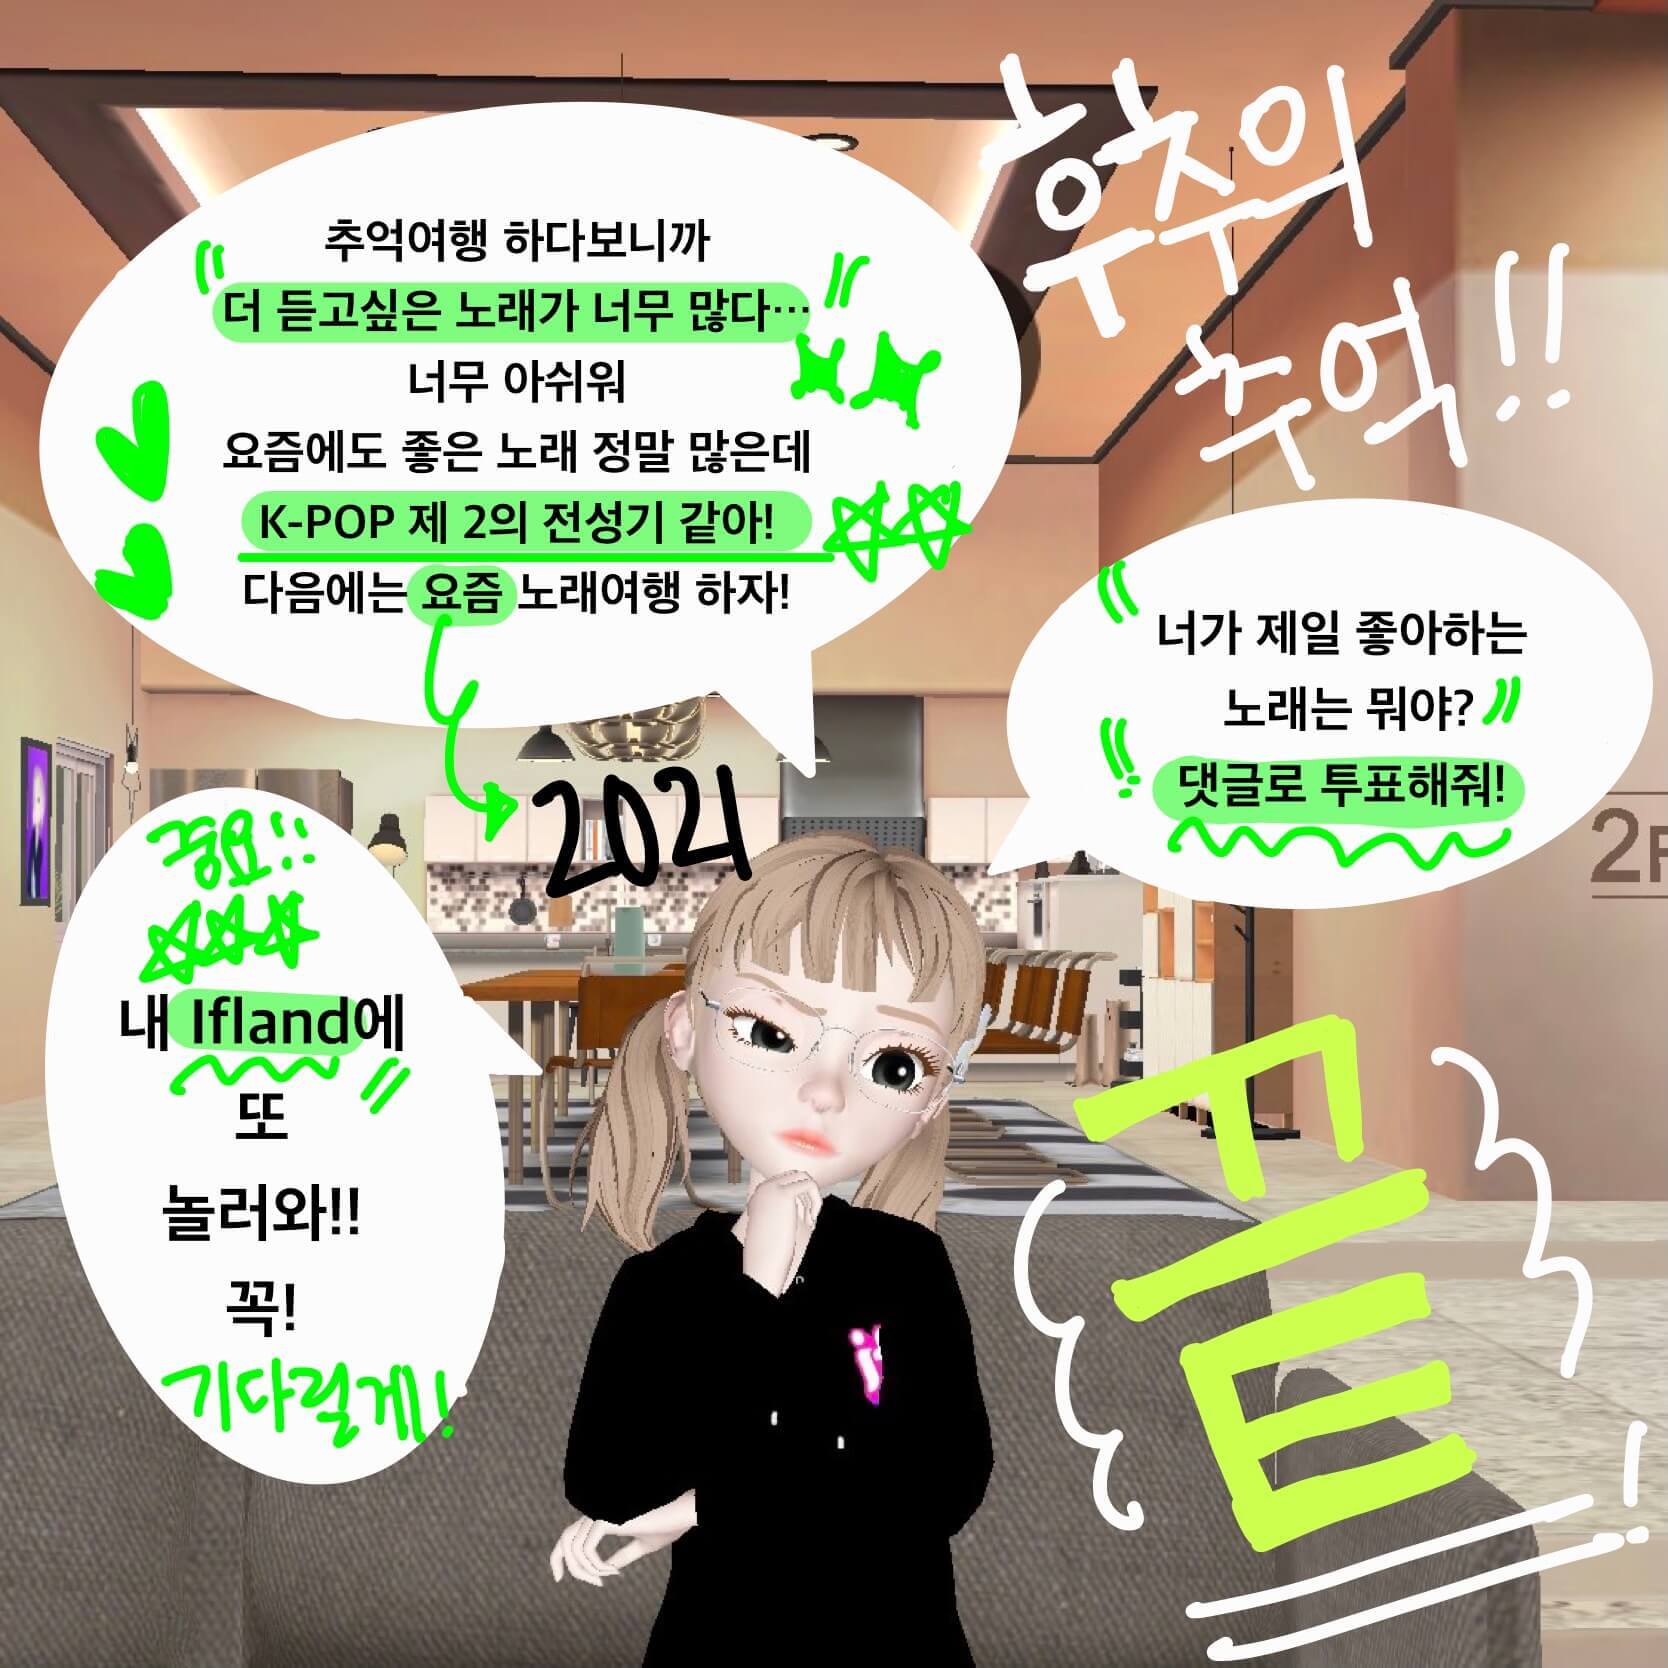 후추의
추억!!
추억여행 하다보니까
더 듣고싶은 노래가 너무 많다…
너무 아쉬워
요즘에도 좋은 노래 정말 많은데
K-POP 제 2의 전성기 같아!
다음에는 요즘 노래여행 하자!
2021
너가 제일 좋아하는
노래는 뭐야?
댓글로 투표해줘!
2F
중요!!
내 Ifland에
또
놀러와!!
꼭!
기다릴게!
끝!